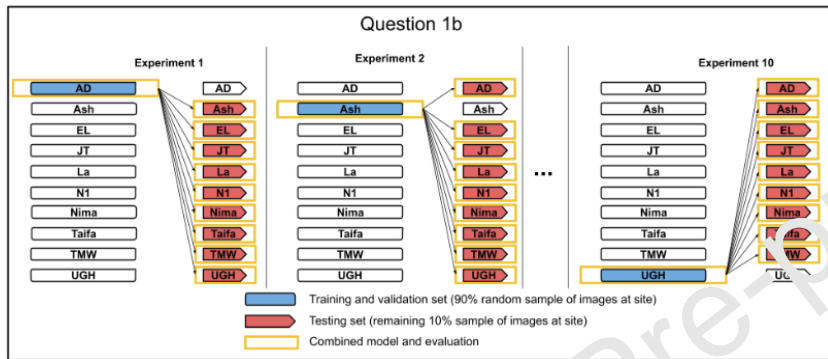 Question 1b
Experiment 1
AD AD
Ash Ash
EL EL
JT JT
La La
N1 N1
Nima Nima
Taifa Taifa
TMW TMW
UGH UGH
Experiment 2
AD AD
Ash Ash
EL EL
JT JT
La La
N1 N1
Nima Nima
Taifa Taifa
TMW TMW
UGH UGH
...
Experiment 10
AD AD
Ash Ash
EL EL
JT JT
La La
N1 N1
Nima Nima
Taifa Taifa
TMW TMW
UGH UGH
Training and validation set (90% random sample of images at site)
Testing set (remaining 10% sample of images at site)
Combined model and evaluation
Pre-p